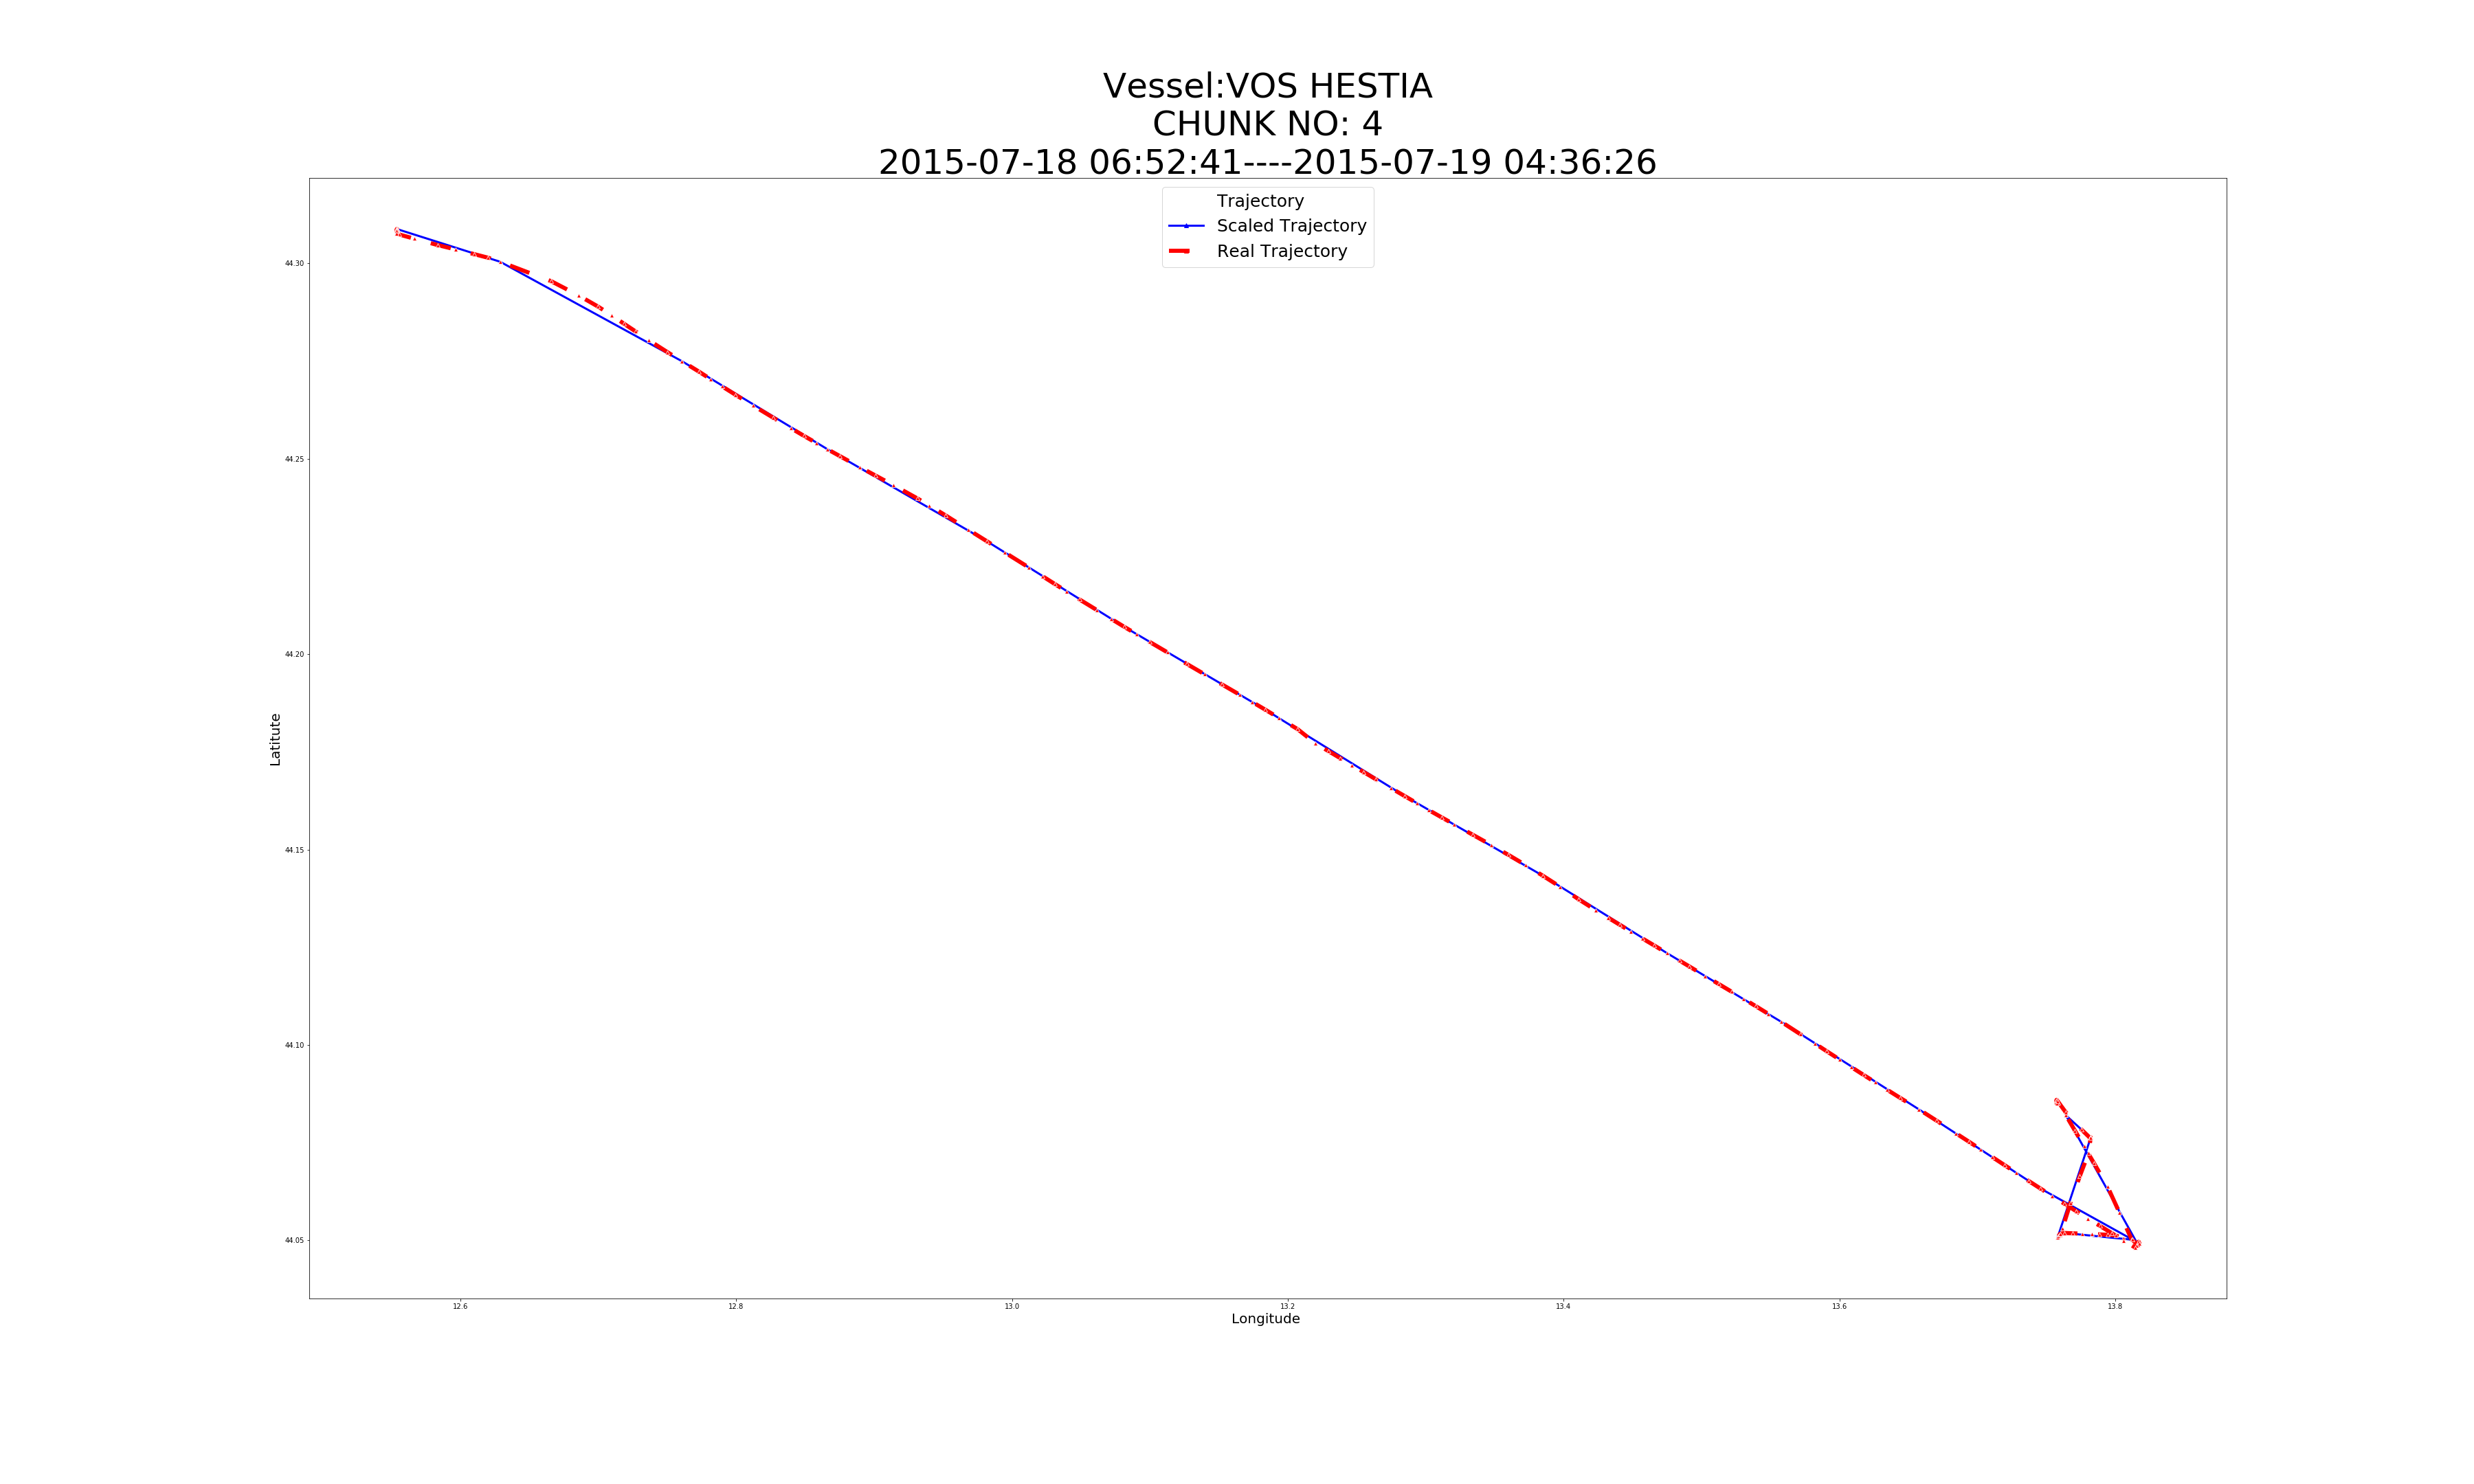 Vessel:VOS HESTIA
CHUNK NO: 4
2015-07-18 06:52:41----2015-07-19 04:36:26
Trajectory
Scaled Trajectory
Real Trajectory
44.30
44.25
44.20
44.15
44.10
44.05
Latitute
12.6 12.8 13.0 13.2 13.4 13.6 13.8
Longitude